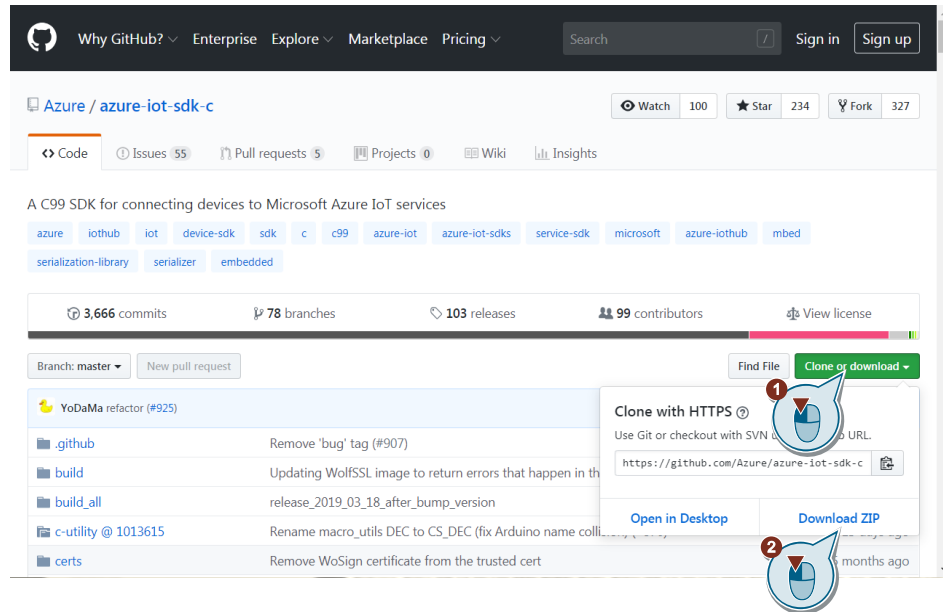 Why GitHub? Enterprise Explore Marketplace Pricing Search / Sign in Sign up
Azure / azure-iot-sdk-c
Watch 100 Star 234 Fork 327
Code Issues 55 Pull requests 5 Projects 0 Wiki Insights
A C99 SDK for connecting devices to Microsoft Azure IoT services
azure iothub iot device-sdk sdk c c99 azure-iot azure-iot-sdks service-sdk microsoft azure-iothub mbed
serialization-library serializer embedded
3,666 commits 78 branches 103 releases 99 contributors View license
Branch: master New pull request Find File Clone or download
1
YoDaMa refactor (#925)
Clone with HTTPS
Use Git or checkout with SVN URL.
https://github.com/Azure/azure-iot-sdk-c
.github Remove 'bug' tag (#907)
build Updating WolfSSL image to return errors that happen in th
build_all release_2019_03_18_after_bump_version
Open in Desktop Download ZIP
c-utility @ 1013615 Rename macro_utils DEC to CS_DEC (fix Arduino name
2
certs Remove WoSign certificate from the trusted cert months ago